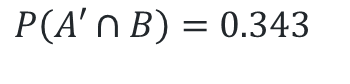 P(A′ ∩ B) = 0.343